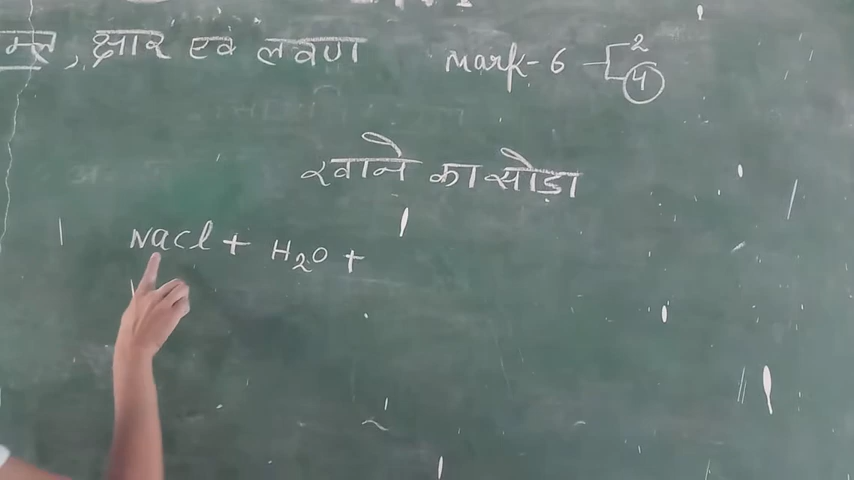 , क्षार एवं लवण Mark-6 2
4
खाने का सोडा
NaCl + H2O +